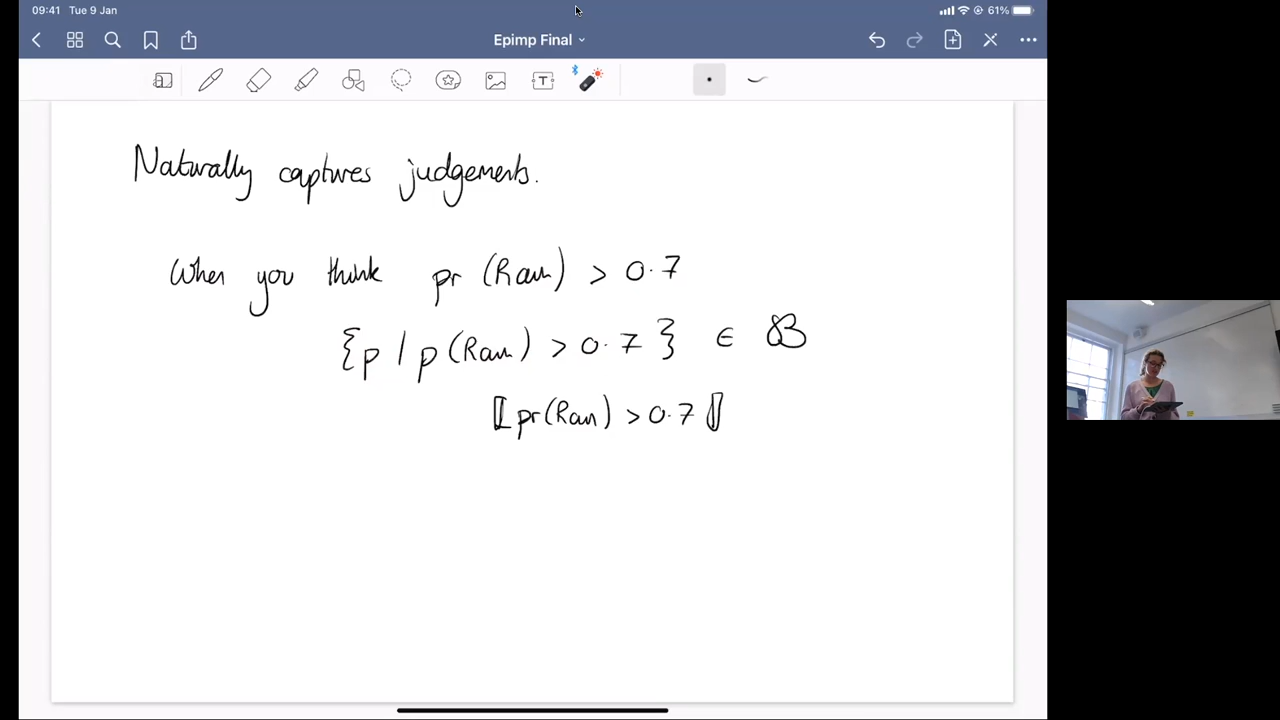 09:41 Tue 9 Jan 61%
Epimp Final
T
Naturally captures judgements.
When you think pr (Rain) > 0.7
{p | p(Rain) > 0.7} ∈ ℬ
⟦pr(Rain) > 0.7⟧